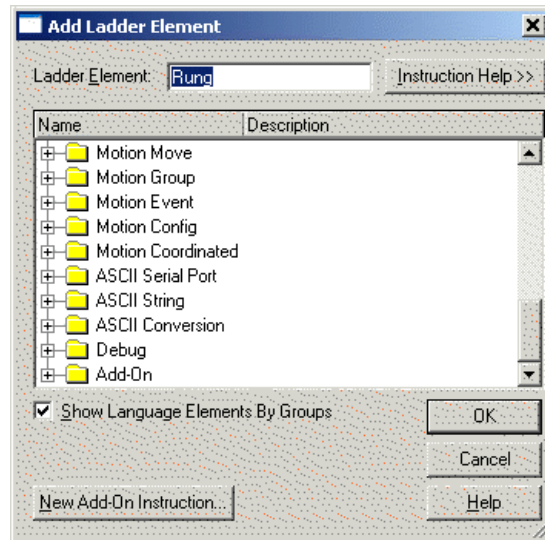 Add Ladder Element
Ladder Element: Rung Instruction Help >>
Name Description
Motion Move
Motion Group
Motion Event
Motion Config
Motion Coordinated
ASCII Serial Port
ASCII String
ASCII Conversion
Debug
Add-On
Show Language Elements By Groups OK
Cancel
New Add-On Instruction... Help